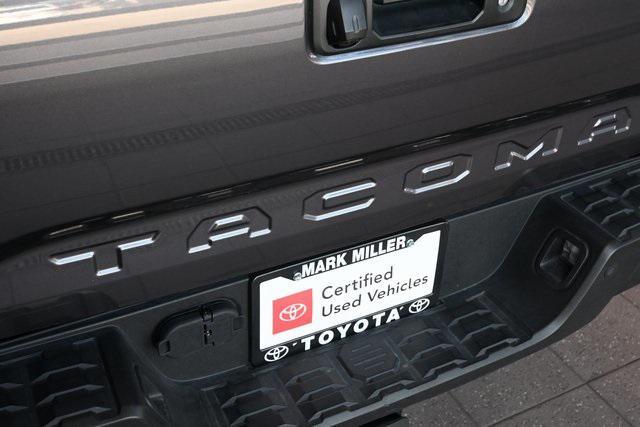 TACOMA
MARK MILLER
Certified
Used Vehicles
TOYOTA